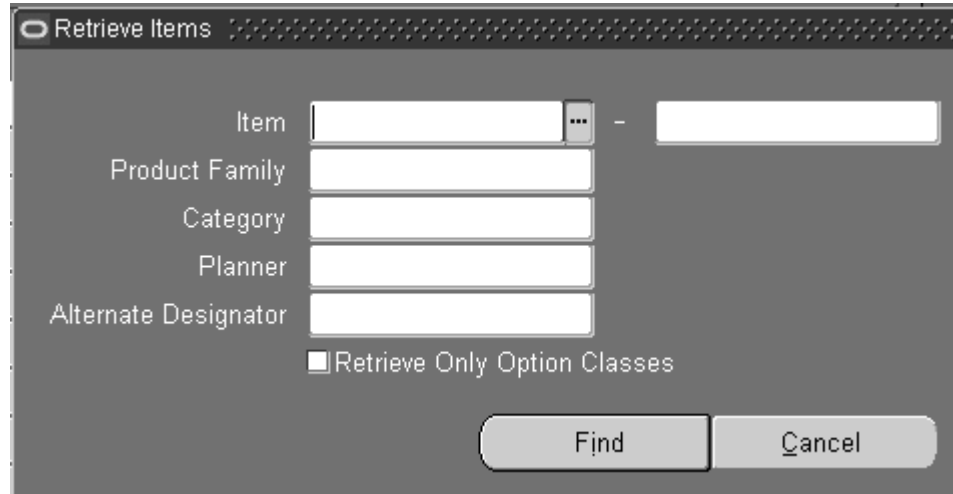 Retrieve Items
Item ... -
Product Family
Category
Planner
Alternate Designator
Retrieve Only Option Classes
Find Cancel